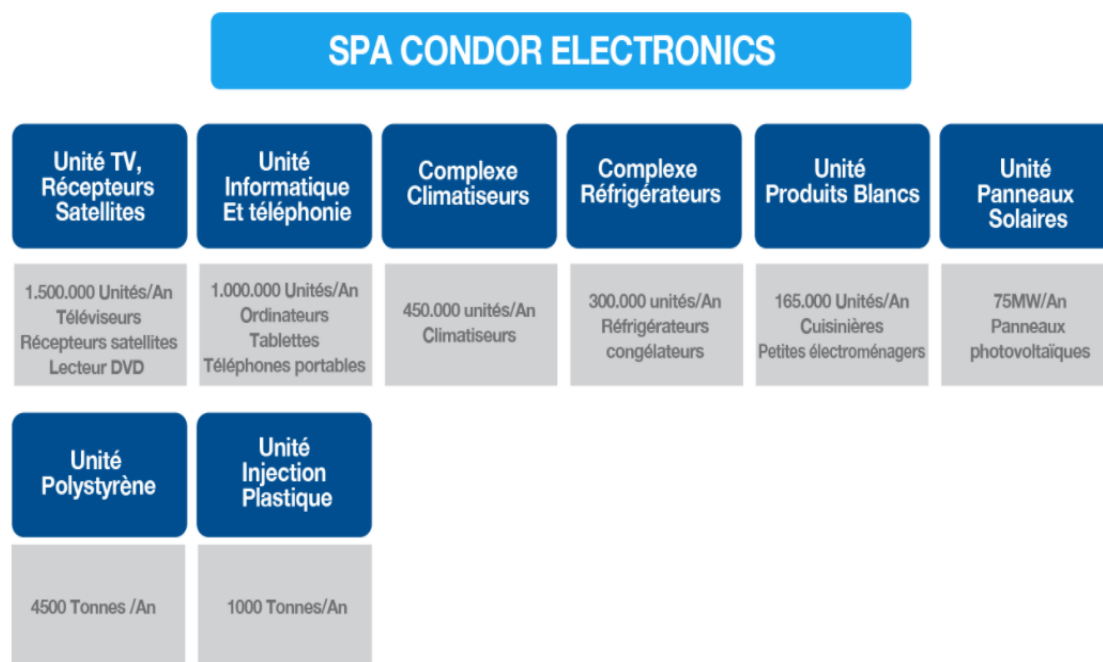 SPA CONDOR ELECTRONICS
Unité TV,
Récepteurs
Satellites
1.500.000 Unités/An
Téléviseurs
Récepteurs satellites
Lecteur DVD
Unité
Informatique
Et téléphonie
1.000.000 Unités/An
Ordinateurs
Tablettes
Téléphones portables
Complexe
Climatiseurs
450.000 unités/An
Climatiseurs
Complexe
Réfrigérateurs
300.000 unités/An
Réfrigérateurs
congélateurs
Unité
Produits Blancs
165.000 Unités/An
Cuisinières
Petites électroménagers
Unité
Panneaux
Solaires
75MW/An
Panneaux
photovoltaïques
Unité
Polystyrène
4500 Tonnes /An
Unité
Injection
Plastique
1000 Tonnes/An